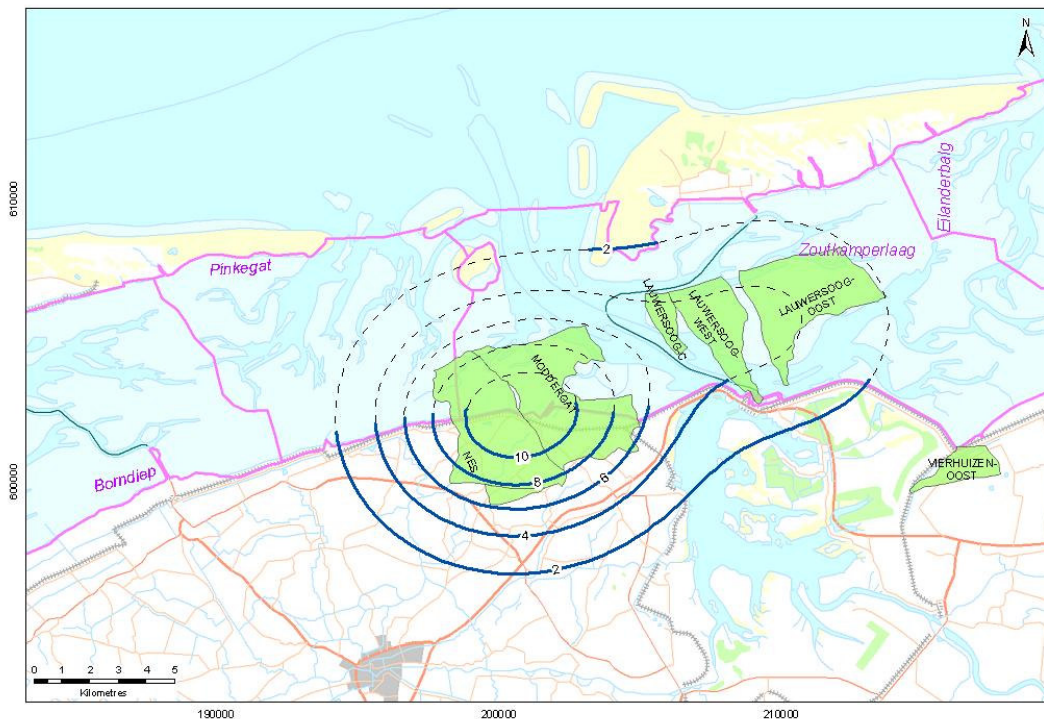 N
610000
600000
Pinkegat
Borndiep
Eilanderbalg
Zoutkamperlaag
2
LAUWERSOOG-C
LAUWERSOOG-
WEST
LAUWERSOOG-
OOST
MODDERGAT
NES
VIERHUIZEN-
OOST
10
8
6
4
2
0 1 2 3 4 5
Kilometres
190000
200000
210000